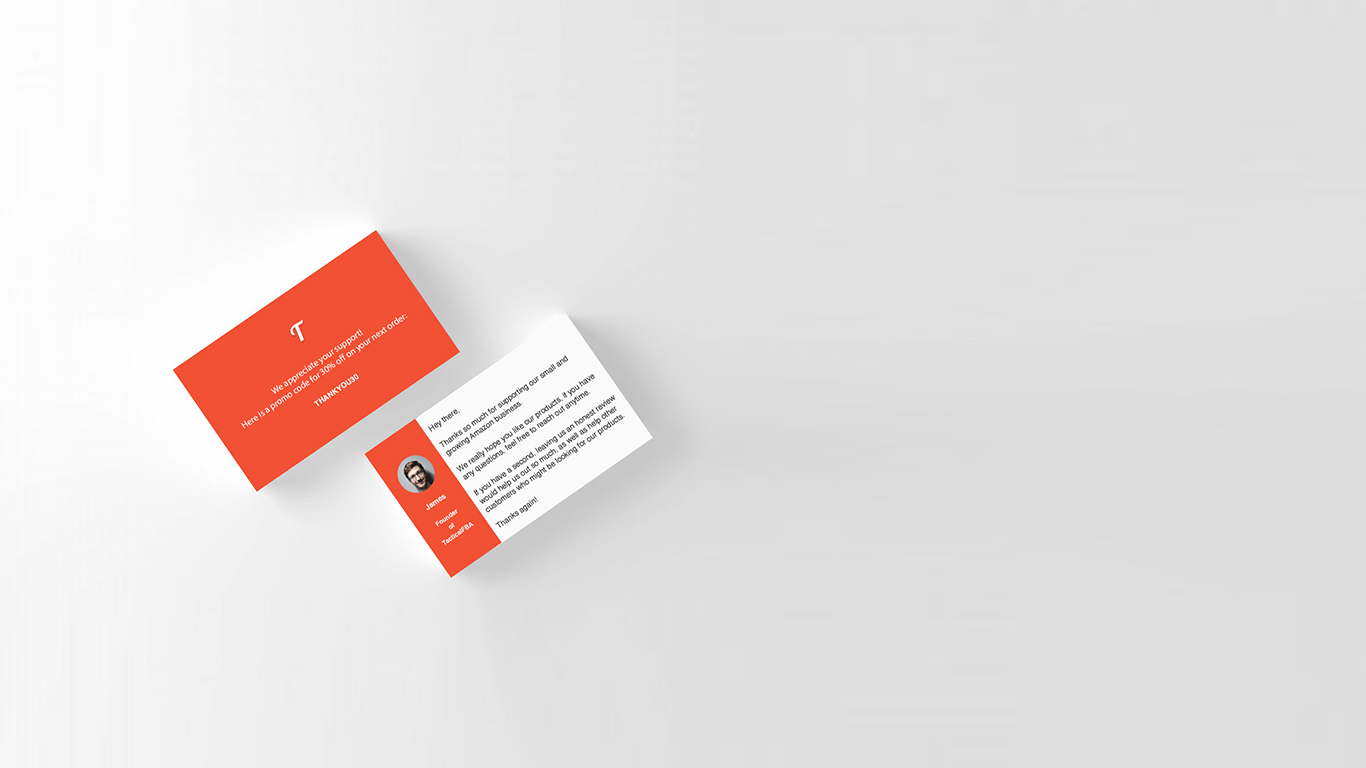 T
We appreciate your support!
Here is a promo code for 30% off on your next order:
THANKYOU30
James
Founder
of
TacticalFBA
Hey there,
Thanks so much for supporting our small and
growing Amazon business.
We really hope you like our products, if you have
any questions, feel free to reach out anytime.
If you have a second, leaving us an honest review
would help us out so much, as well as help other
customers who might be looking for our products.
Thanks again!